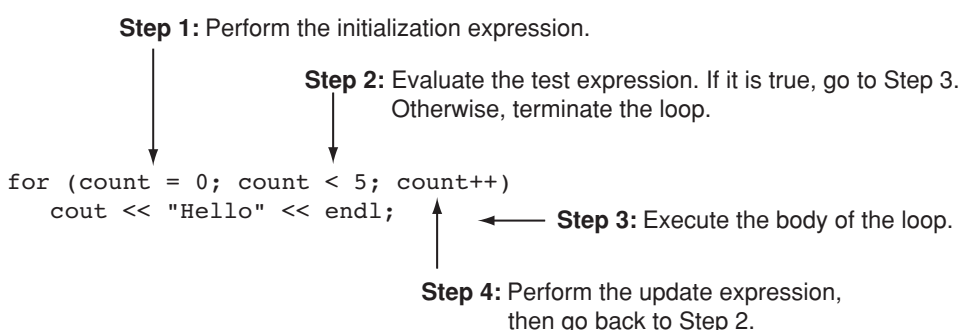 Step 1: Perform the initialization expression.
Step 2: Evaluate the test expression. If it is true, go to Step 3.
Otherwise, terminate the loop.
for (count = 0; count < 5; count++)
cout << "Hello" << endl;
Step 3: Execute the body of the loop.
Step 4: Perform the update expression,
then go back to Step 2.